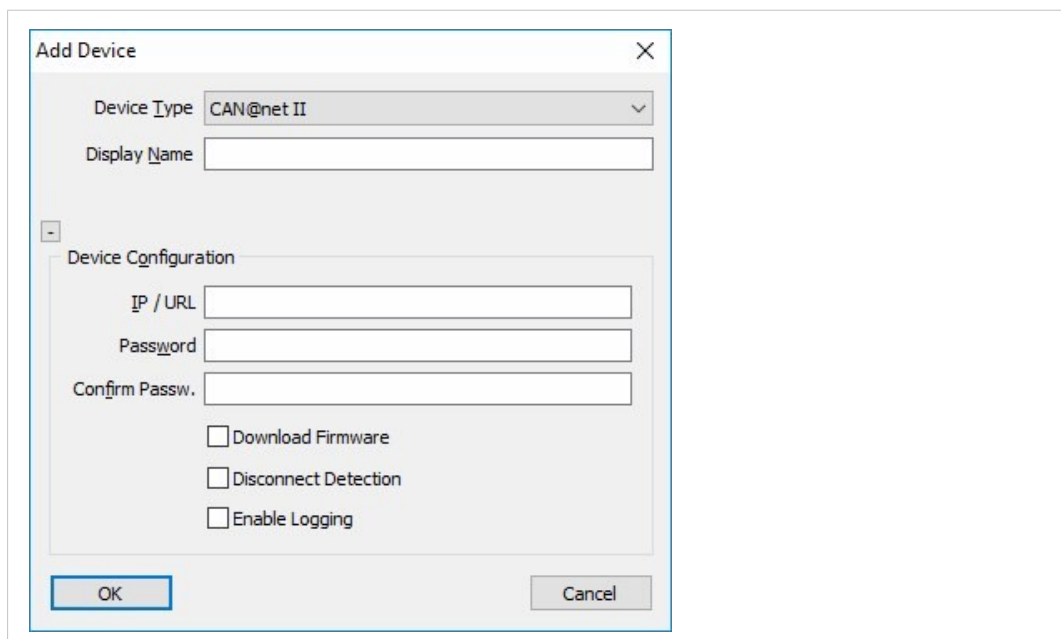 Add Device
Device Type CAN@net II
Display Name
-
Device Configuration
IP / URL
Password
Confirm Passw.
Download Firmware
Disconnect Detection
Enable Logging
OK Cancel